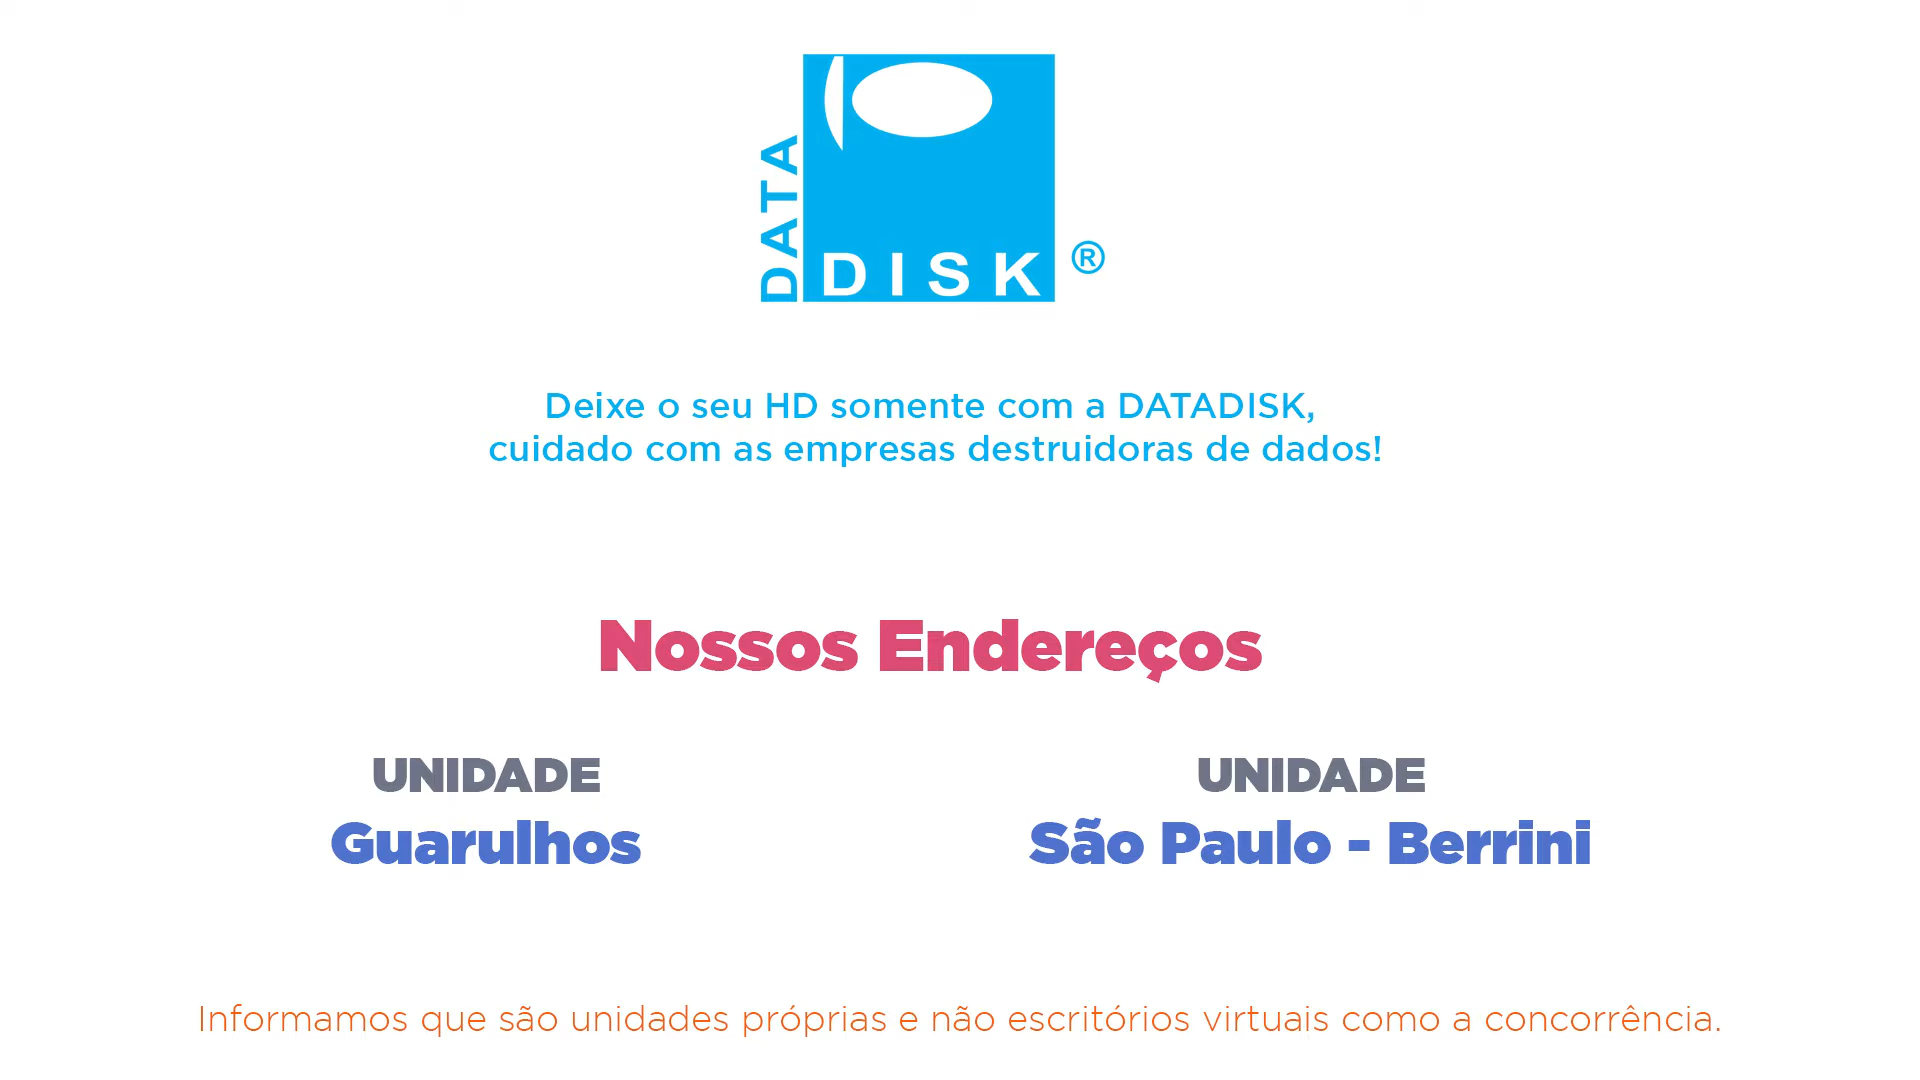 DATA
DISK ®
Deixe o seu HD somente com a DATADISK,
cuidado com as empresas destruidoras de dados!
Nossos Endereços
UNIDADE
Guarulhos
UNIDADE
São Paulo - Berrini
Informamos que são unidades próprias e não escritórios virtuais como a concorrência.